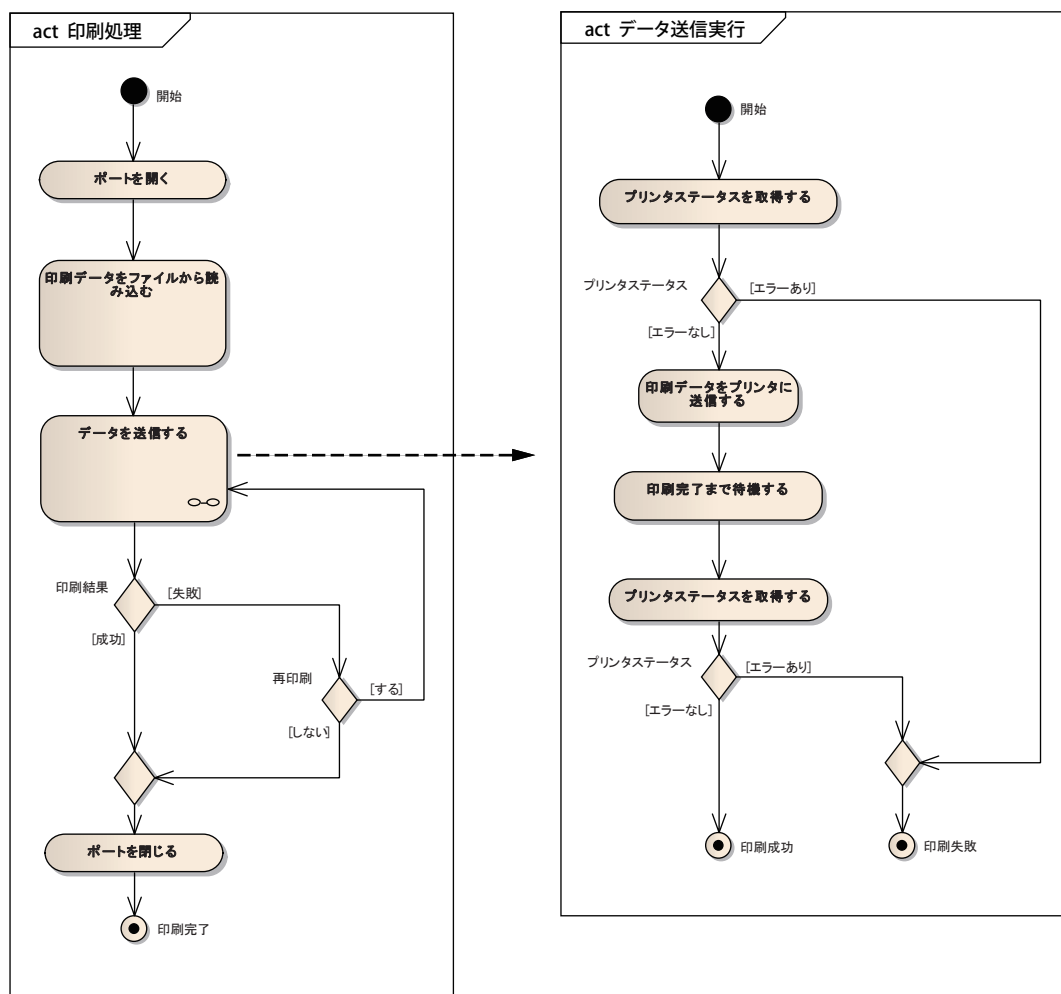 act 印刷処理
開始
ポートを開く
印刷データをファイルから読
み込む
データを送信する
印刷結果
[失敗]
[成功]
再印刷
[する]
[しない]
ポートを閉じる
印刷完了
act データ送信実行
開始
プリンタステータスを取得する
プリンタステータス
[エラーあり]
[エラーなし]
印刷データをプリンタに
送信する
印刷完了まで待機する
プリンタステータスを取得する
プリンタステータス
[エラーあり]
[エラーなし]
印刷成功
印刷失敗